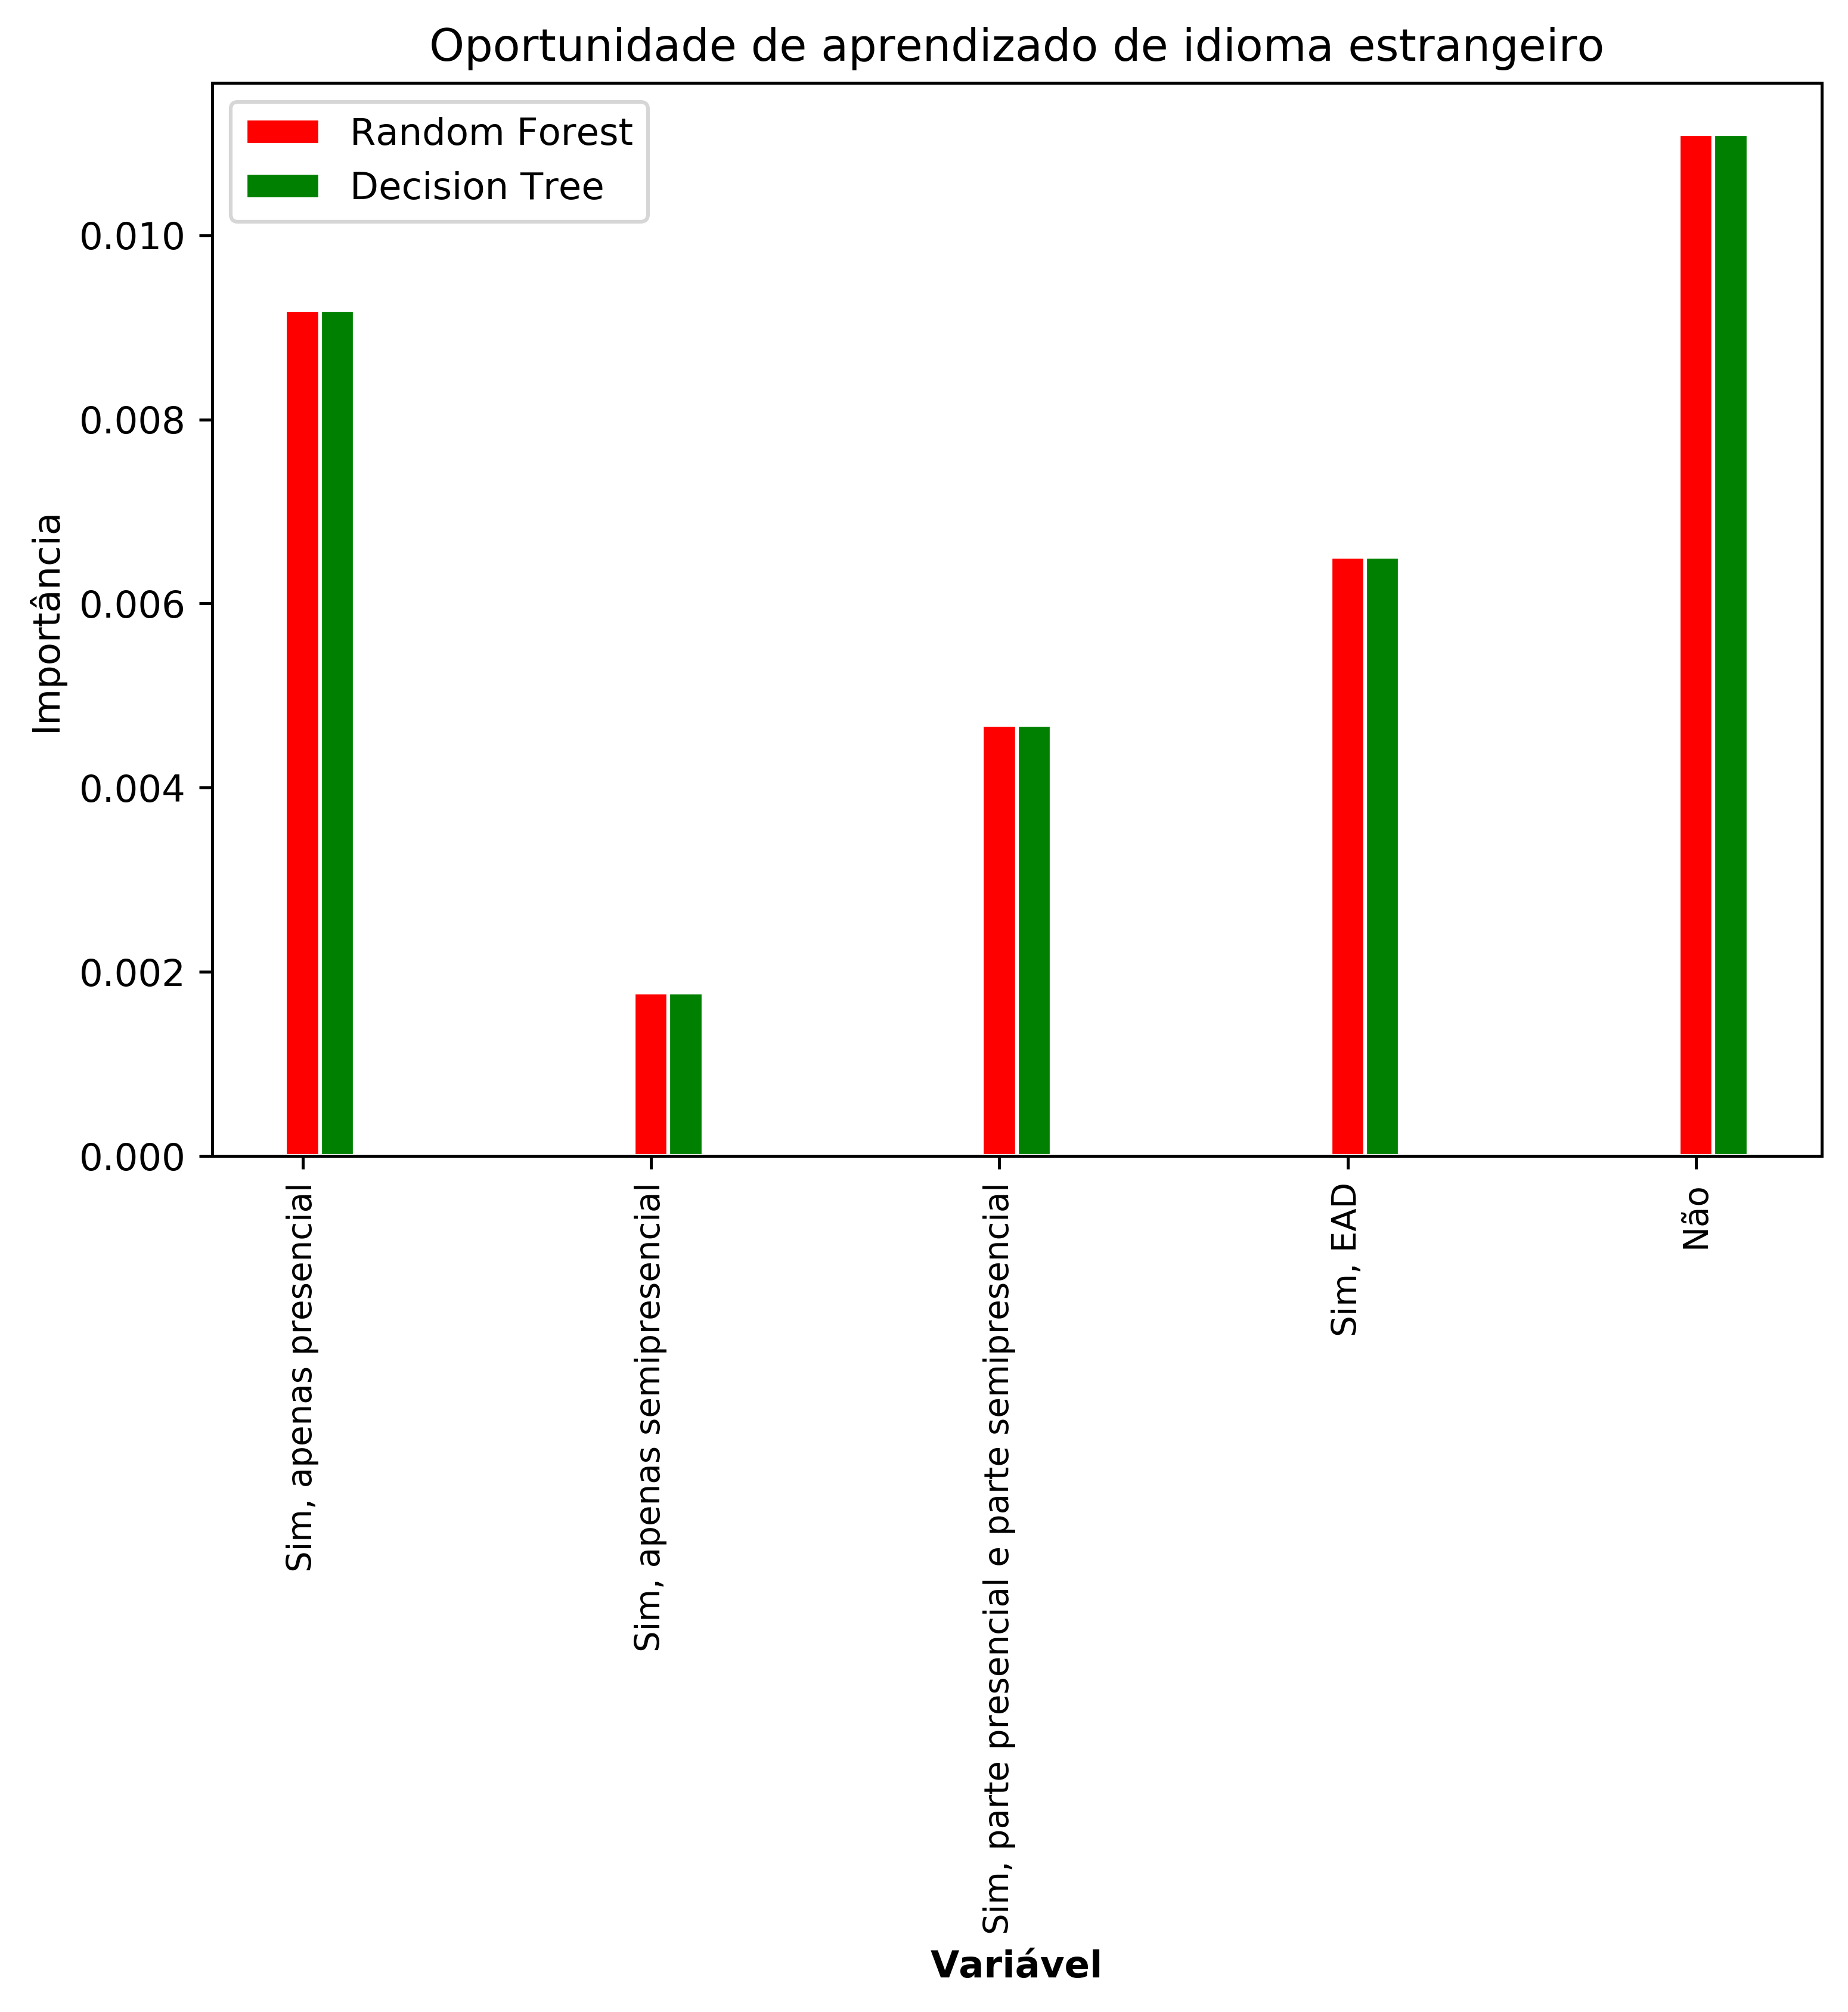 Oportunidade de aprendizado de idioma estrangeiro
Random Forest
Decision Tree
Importância
0.010
0.008
0.006
0.004
0.002
0.000
Sim, apenas presencial
Sim, apenas semipresencial
Sim, parte presencial e parte semipresencial
Sim, EAD
Não
Variável